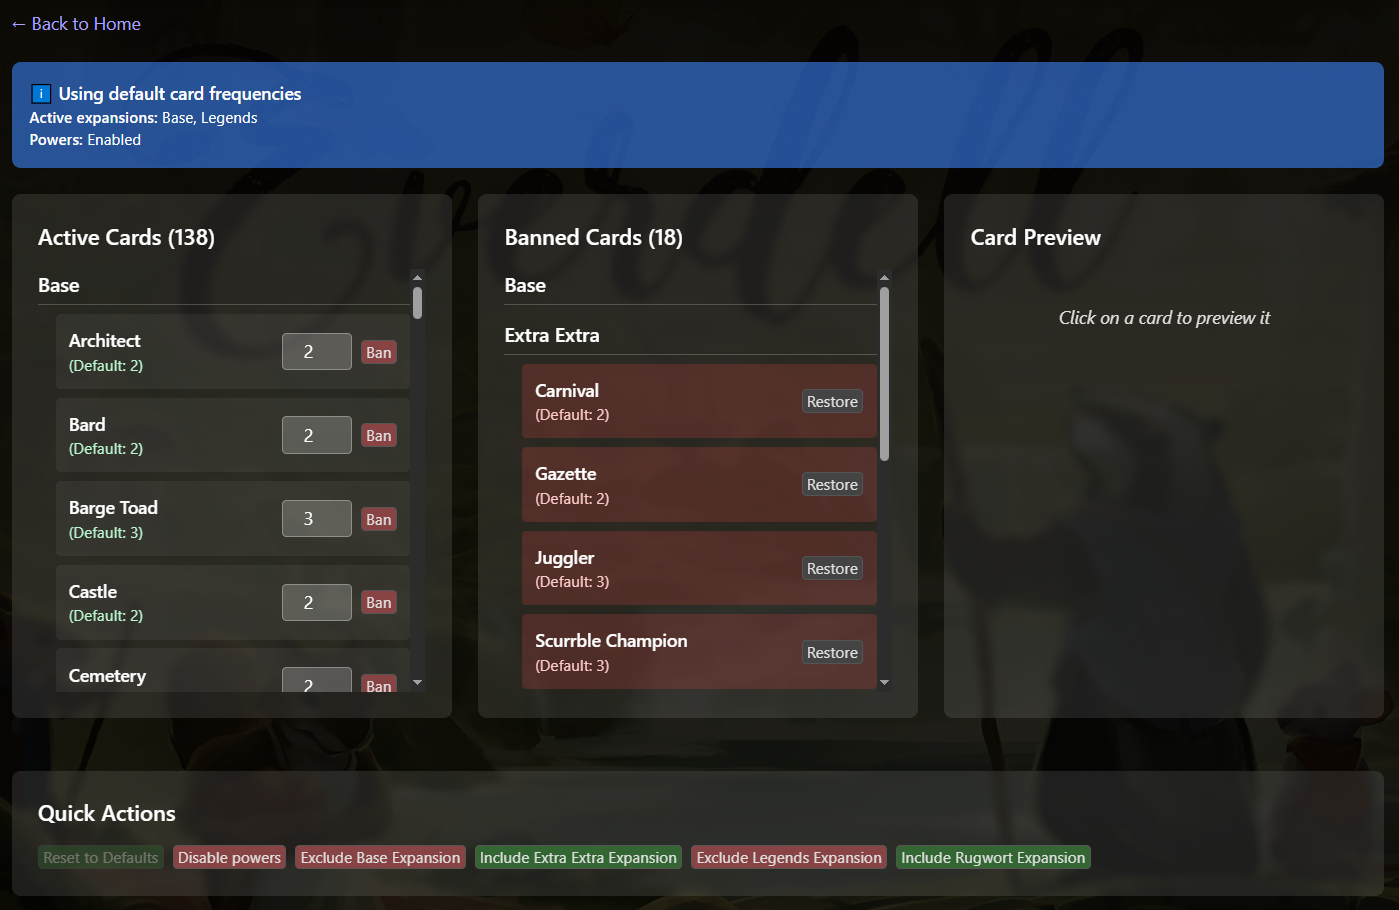 ← Back to Home
Everdell
i Using default card frequencies
Active expansions: Base, Legends
Powers: Enabled
Active Cards (138)
Base
Architect
(Default: 2)
2
Ban
Bard
(Default: 2)
2
Ban
Barge Toad
(Default: 3)
3
Ban
Castle
(Default: 2)
2
Ban
Cemetery
2
Ban
Banned Cards (18)
Base
Extra Extra
Carnival
(Default: 2)
Restore
Gazette
(Default: 2)
Restore
Juggler
(Default: 3)
Restore
Scurrble Champion
(Default: 3)
Restore
Card Preview
Click on a card to preview it
Quick Actions
Reset to Defaults
Disable powers
Exclude Base Expansion
Include Extra Extra Expansion
Exclude Legends Expansion
Include Rugwort Expansion